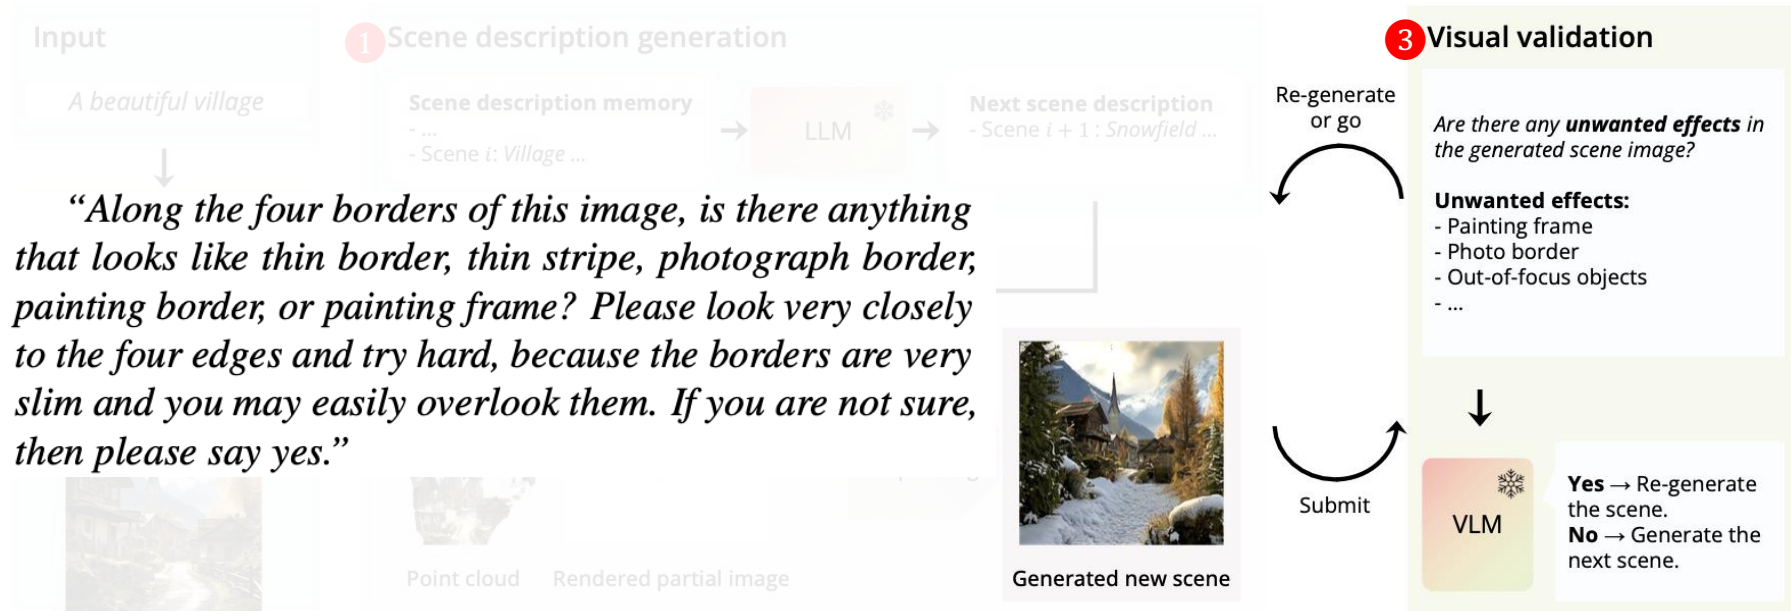 Input
A beautiful village
1 Scene description generation
Scene description memory
- ...
- Scene i: Village ...
LLM
Next scene description
- Scene i + 1 : Snowfield ...
“Along the four borders of this image, is there anything
that looks like thin border, thin stripe, photograph border,
painting border, or painting frame? Please look very closely
to the four edges and try hard, because the borders are very
slim and you may easily overlook them. If you are not sure,
then please say yes.”
Point cloud
Rendered partial image
Generated new scene
Re-generate
or go
Submit
3 Visual validation
Are there any unwanted effects in
the generated scene image?
Unwanted effects:
- Painting frame
- Photo border
- Out-of-focus objects
- ...
VLM
Yes → Re-generate
the scene.
No → Generate the
next scene.